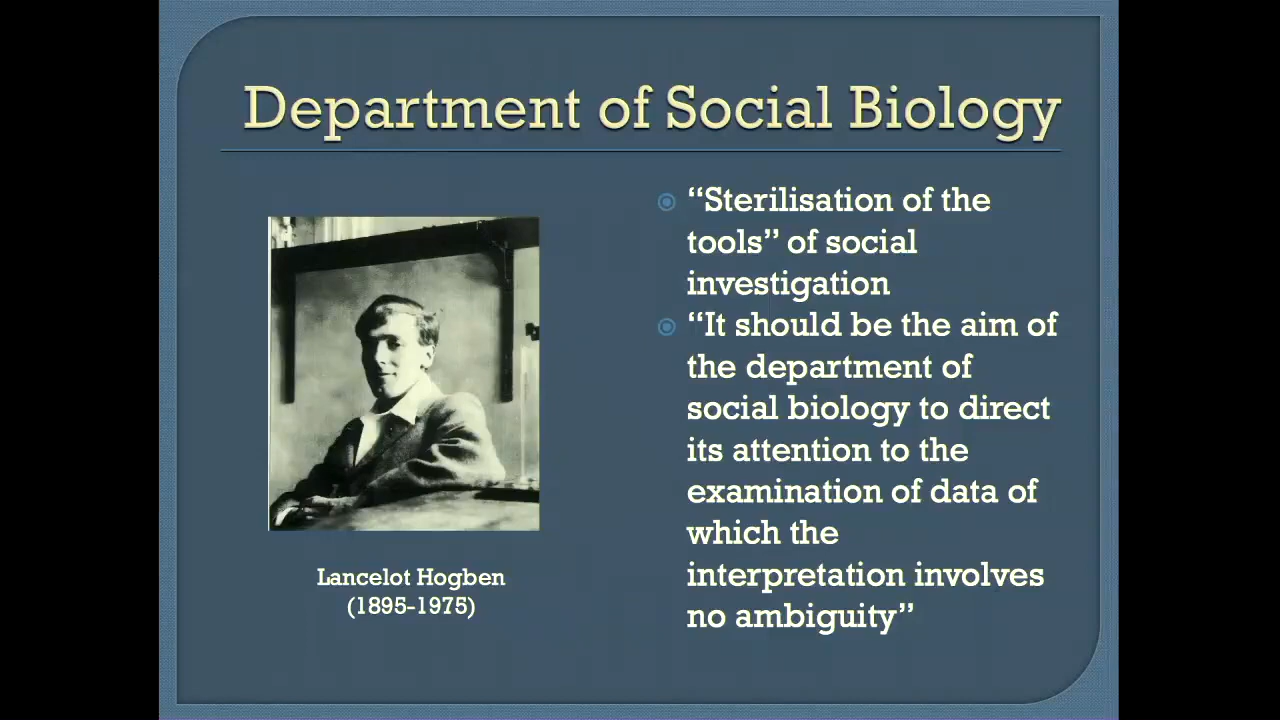 Department of Social Biology
“Sterilisation of the
tools” of social
investigation
“It should be the aim of
the department of
social biology to direct
its attention to the
examination of data of
which the
interpretation involves
no ambiguity”
Lancelot Hogben
(1895-1975)